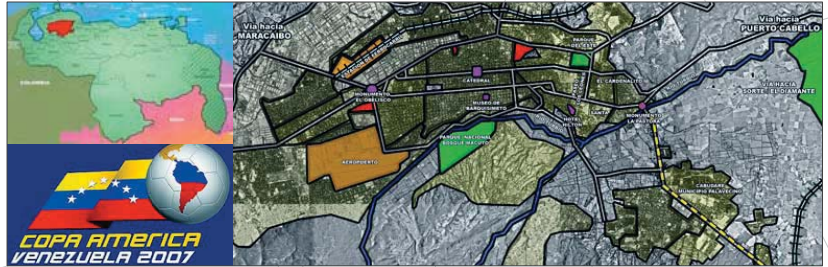 COLOMBIA
COPA AMERICA
VENEZUELA 2007
Vía hacia
MARACAIBO
Vía hacia
PUERTO CABELLO
PARQUE
DEL ESTE
CATEDRAL
EL CARDENALITO
VÍA HACIA
SORTE - EL DIAMANTE
MONUMENTO
EL OBELISCO
MUSEO DE
BARQUISIMETO
SANTA
HOTEL
MONUMENTO
LA PASTORA
PARQUE NACIONAL
BOSQUE MACUTO
AEROPUERTO
CABUDARE
MUNICIPIO PALAVECINO